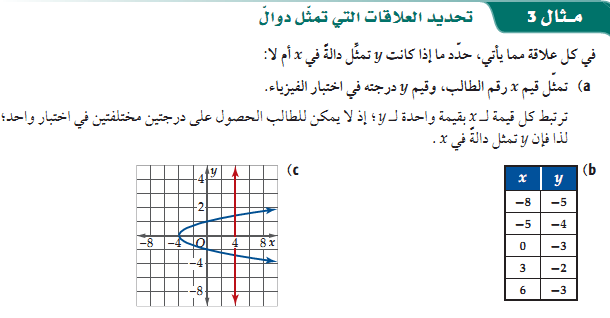 مثال 3 تحديد العلاقات التي تمثّل دوالّ
في كل علاقة مما يأتي، حدّد ما إذا كانت y تمثّل دالةً في x أم لا:
a) تمثّل قيم x رقم الطالب، وقيم y درجته في اختبار الفيزياء.
ترتبط كل قيمة لـ x بقيمة واحدة لـ y؛ إذ لا يمكن للطالب الحصول على درجتين مختلفتين في اختبار واحد؛
لذا فإن y تمثل دالةً في x .
(b
x y
−8 −5
−5 −4
0 −3
3 −2
6 −3
(c
y
4
2
−8 −4 O 4 8 x
−4
−8